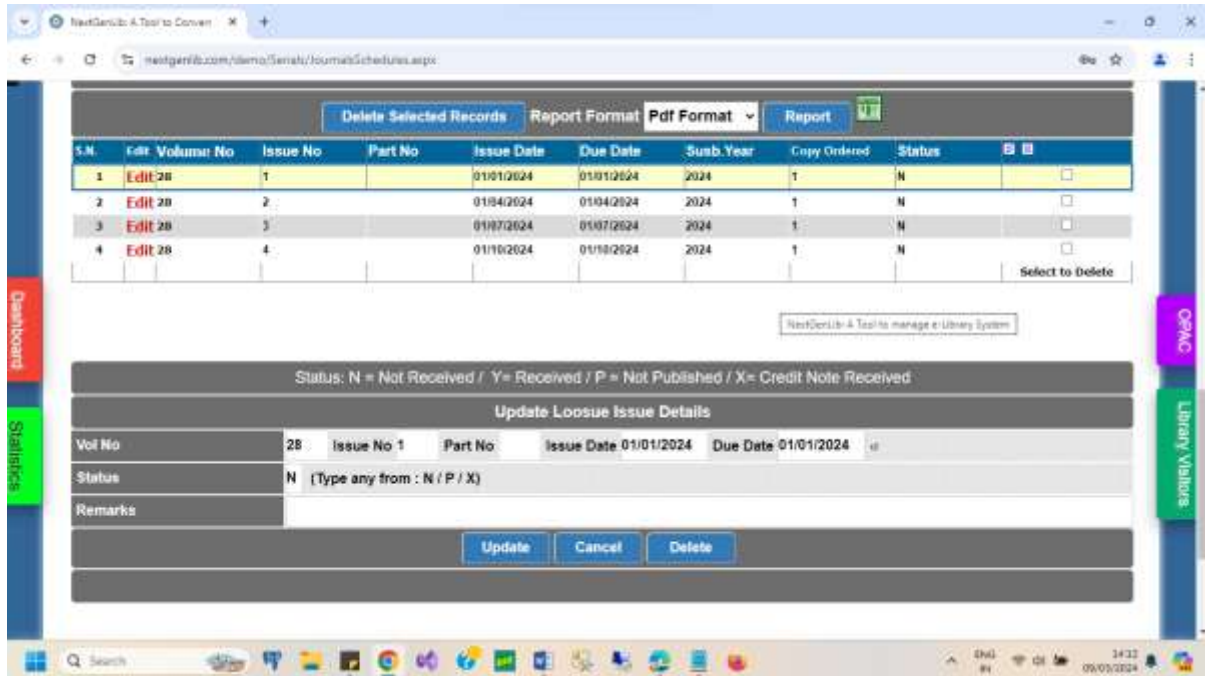 NextGenLib: A Tool to Convert
nextgenlib.com/demo/Serials/JournalsSchedules.aspx
Delete Selected Records Report Format Pdf Format Report
S.N. Edit Volume No Issue No Part No Issue Date Due Date Susb.Year Copy Ordered Status
1 Edit 28 1 01/01/2024 01/01/2024 2024 1 N
2 Edit 28 2 01/04/2024 01/04/2024 2024 1 N
3 Edit 28 3 01/07/2024 01/07/2024 2024 1 N
4 Edit 28 4 01/10/2024 01/10/2024 2024 1 N
Select to Delete
Dashboard
OPAC
NextGenLib: A Tool to manage e-Library System
Status: N = Not Received / Y= Received / P = Not Published / X= Credit Note Received
Update Loosue Issue Details
Statistics
Library Visitors
Vol No 28 Issue No 1 Part No Issue Date 01/01/2024 Due Date 01/01/2024
Status N (Type any from : N / P / X)
Remarks
Update Cancel Delete
Search
ENG
IN
14:32
09/05/2024